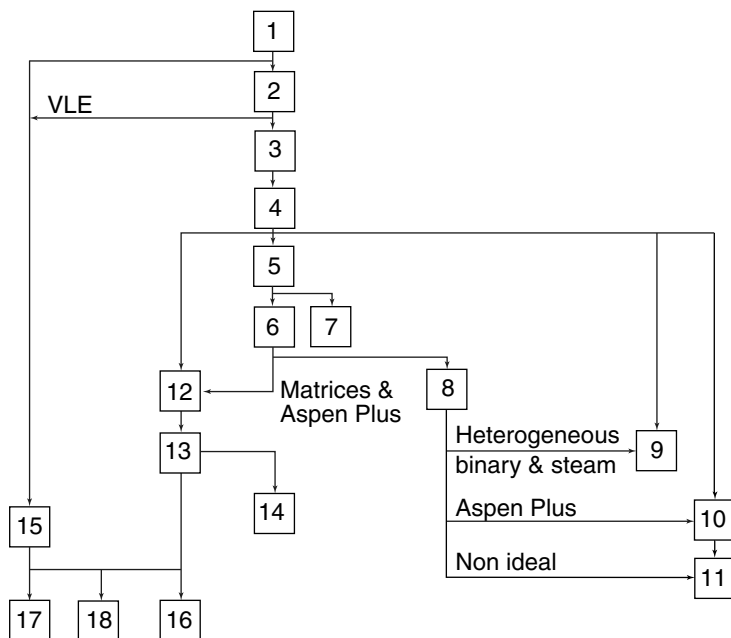 1
2
VLE
3
4
5
6
7
12
Matrices &
Aspen Plus
8
13
Heterogeneous
binary & steam
9
14
15
Aspen Plus
10
Non ideal
11
17
18
16